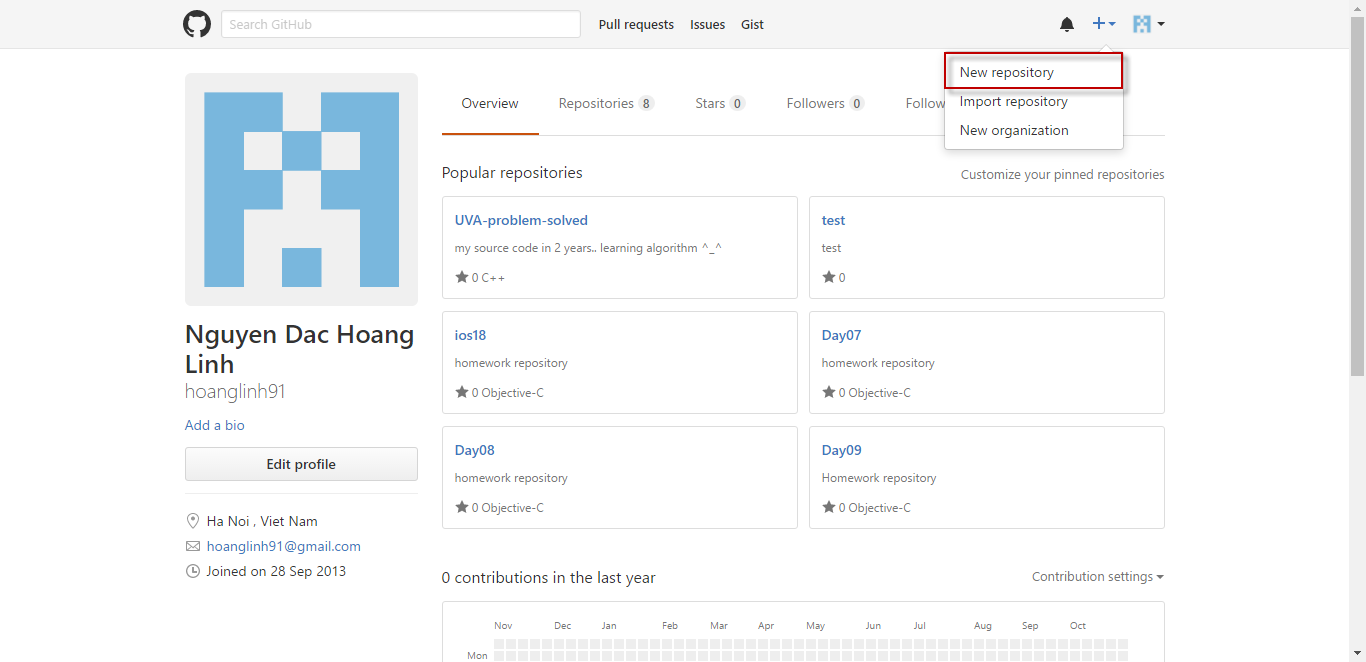 Search GitHub
Pull requests Issues Gist
New repository
Import repository
New organization
Overview Repositories 8 Stars 0 Followers 0 Follow
Popular repositories
Customize your pinned repositories
UVA-problem-solved
my source code in 2 years.. learning algorithm ^_^
0 C++
test
test
0
ios18
homework repository
0 Objective-C
Day07
homework repository
0 Objective-C
Day08
homework repository
0 Objective-C
Day09
Homework repository
0 Objective-C
Nguyen Dac Hoang
Linh
hoanglinh91
Add a bio
Edit profile
Ha Noi , Viet Nam
hoanglinh91@gmail.com
Joined on 28 Sep 2013
0 contributions in the last year
Contribution settings
Nov Dec Jan Feb Mar Apr May Jun Jul Aug Sep Oct
Mon